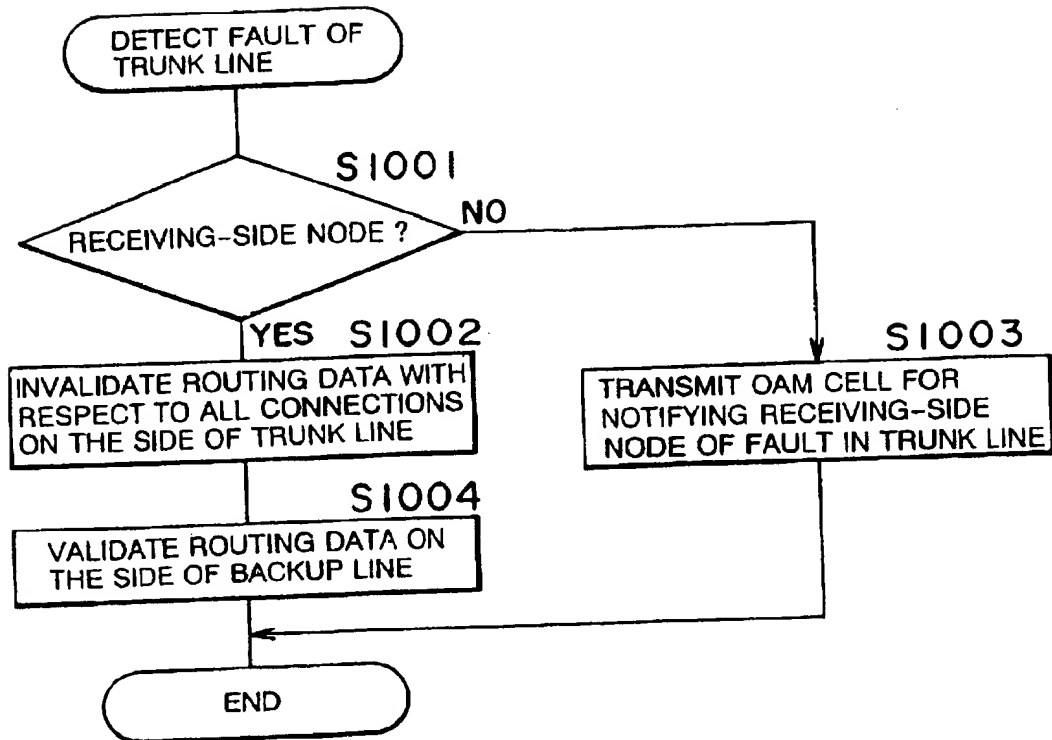 DETECT FAULT OF
TRUNK LINE
S1001
RECEIVING-SIDE NODE ?
NO
YES
S1002
INVALIDATE ROUTING DATA WITH
RESPECT TO ALL CONNECTIONS
ON THE SIDE OF TRUNK LINE
S1003
TRANSMIT OAM CELL FOR
NOTIFYING RECEIVING-SIDE
NODE OF FAULT IN TRUNK LINE
S1004
VALIDATE ROUTING DATA ON
THE SIDE OF BACKUP LINE
END